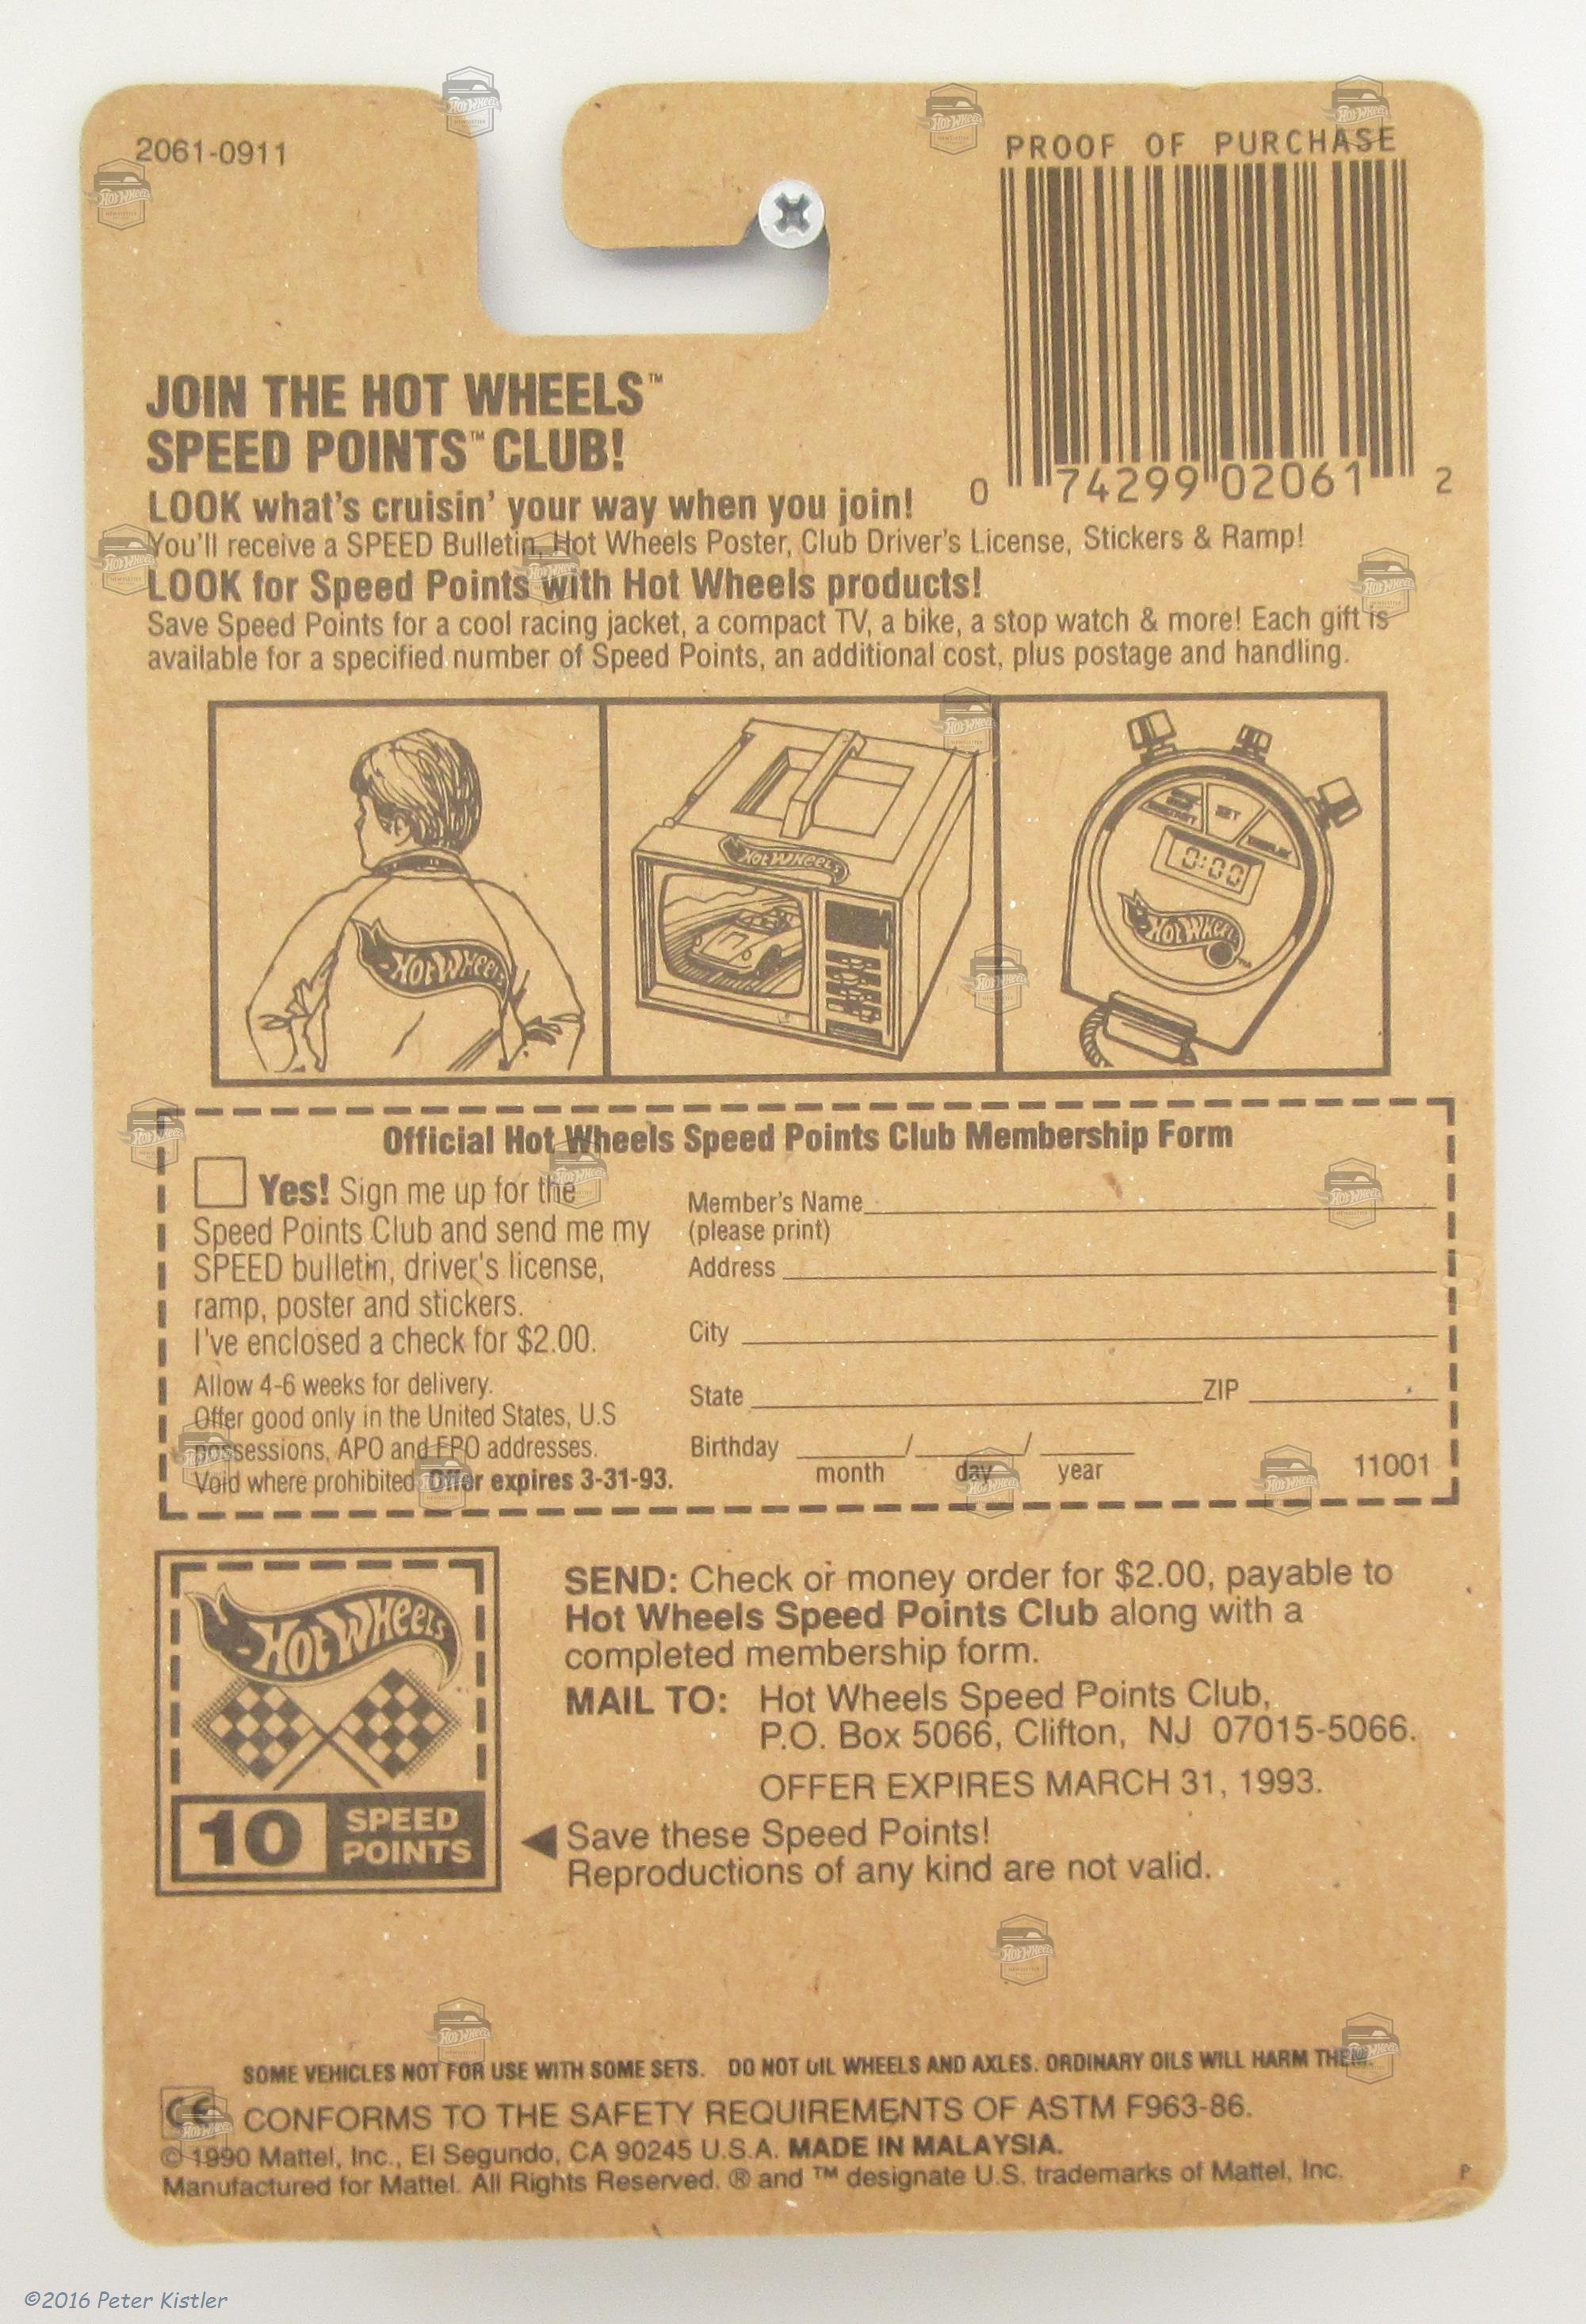 2061-0911
PROOF OF PURCHASE
0 74299 02061 2
JOIN THE HOT WHEELS™
SPEED POINTS™ CLUB!
LOOK what's cruisin' your way when you join!
You'll receive a SPEED Bulletin, Hot Wheels Poster, Club Driver's License, Stickers & Ramp!
LOOK for Speed Points with Hot Wheels products!
Save Speed Points for a cool racing jacket, a compact TV, a bike, a stop watch & more! Each gift is
available for a specified number of Speed Points, an additional cost, plus postage and handling.
HOT WHEELS
HOT WHEELS
SET
0:00
HOT WHEELS
Official Hot Wheels Speed Points Club Membership Form
Yes! Sign me up for the
Speed Points Club and send me my
SPEED bulletin, driver's license,
ramp, poster and stickers.
I've enclosed a check for $2.00.
Allow 4-6 weeks for delivery.
Offer good only in the United States, U.S
possessions, APO and FPO addresses.
Void where prohibited. Offer expires 3-31-93.
Member's Name
(please print)
Address
City
State ZIP
Birthday / /
month day year
11001
HOT WHEELS
10 SPEED
POINTS
SEND: Check or money order for $2.00, payable to
Hot Wheels Speed Points Club along with a
completed membership form.
MAIL TO: Hot Wheels Speed Points Club,
P.O. Box 5066, Clifton, NJ 07015-5066.
OFFER EXPIRES MARCH 31, 1993.
◀ Save these Speed Points!
Reproductions of any kind are not valid.
SOME VEHICLES NOT FOR USE WITH SOME SETS. DO NOT OIL WHEELS AND AXLES. ORDINARY OILS WILL HARM THEM.
CE CONFORMS TO THE SAFETY REQUIREMENTS OF ASTM F963-86.
© 1990 Mattel, Inc., El Segundo, CA 90245 U.S.A. MADE IN MALAYSIA.
Manufactured for Mattel. All Rights Reserved. ® and ™ designate U.S. trademarks of Mattel, Inc.
P
©2016 Peter Kistler